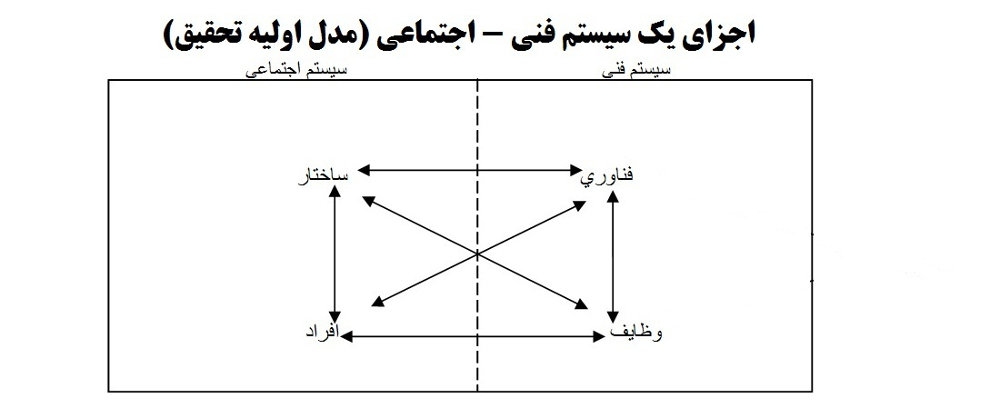 اجزای یک سیستم فنی – اجتماعی (مدل اولیه تحقیق)
سیستم فنی
سیستم اجتماعی
فناوري
ساختار
وظایف
افراد